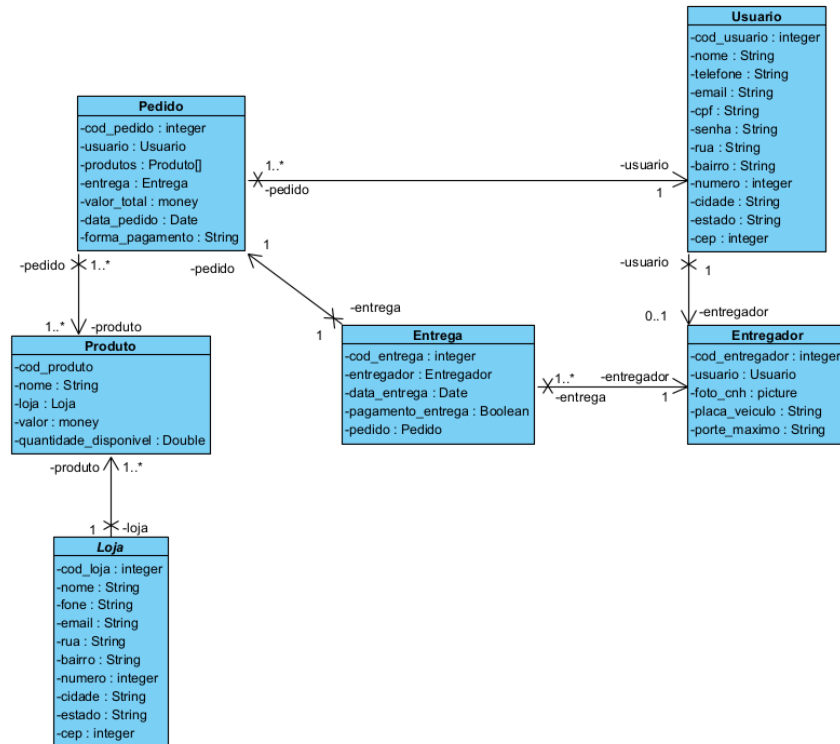 Usuario
-cod_usuario : integer
-nome : String
-telefone : String
-email : String
-cpf : String
-senha : String
-rua : String
-bairro : String
-numero : integer
-cidade : String
-estado : String
-cep : integer
Pedido
-cod_pedido : integer
-usuario : Usuario
-produtos : Produto[]
-entrega : Entrega
-valor_total : money
-data_pedido : Date
-forma_pagamento : String
1..*
-pedido
-usuario
1
-pedido
1..*
1..*
-produto
1
-pedido
-entrega
1
-usuario
1
0..1
-entregador
Produto
-cod_produto
-nome : String
-loja : Loja
-valor : money
-quantidade_disponivel : Double
Entrega
-cod_entrega : integer
-entregador : Entregador
-data_entrega : Date
-pagamento_entrega : Boolean
-pedido : Pedido
1..*
-entrega
-entregador
1
Entregador
-cod_entregador : integer
-usuario : Usuario
-foto_cnh : picture
-placa_veiculo : String
-porte_maximo : String
-produto
1..*
1
-loja
Loja
-cod_loja : integer
-nome : String
-fone : String
-email : String
-rua : String
-bairro : String
-numero : integer
-cidade : String
-estado : String
-cep : integer